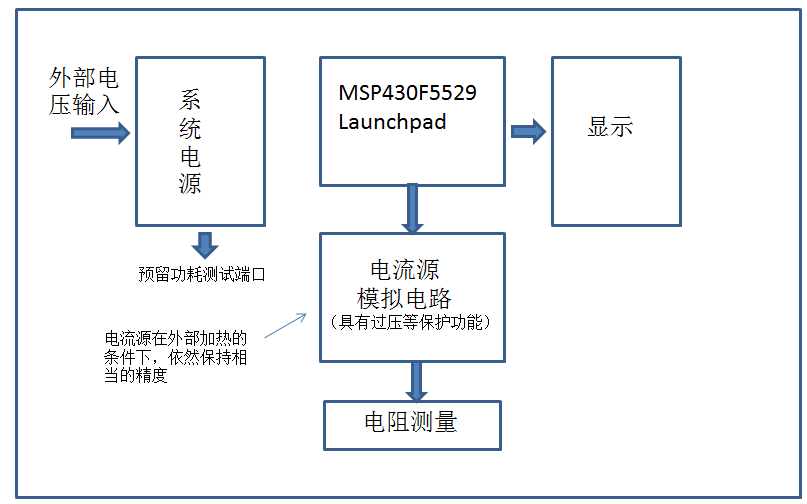 外部电
压输入
系
统
电
源
MSP430F5529
Launchpad
显示
预留功耗测试端口
电流源
模拟电路
（具有过压等保护功能）
电流源在外部加热的
条件下，依然保持相
当的精度
电阻测量